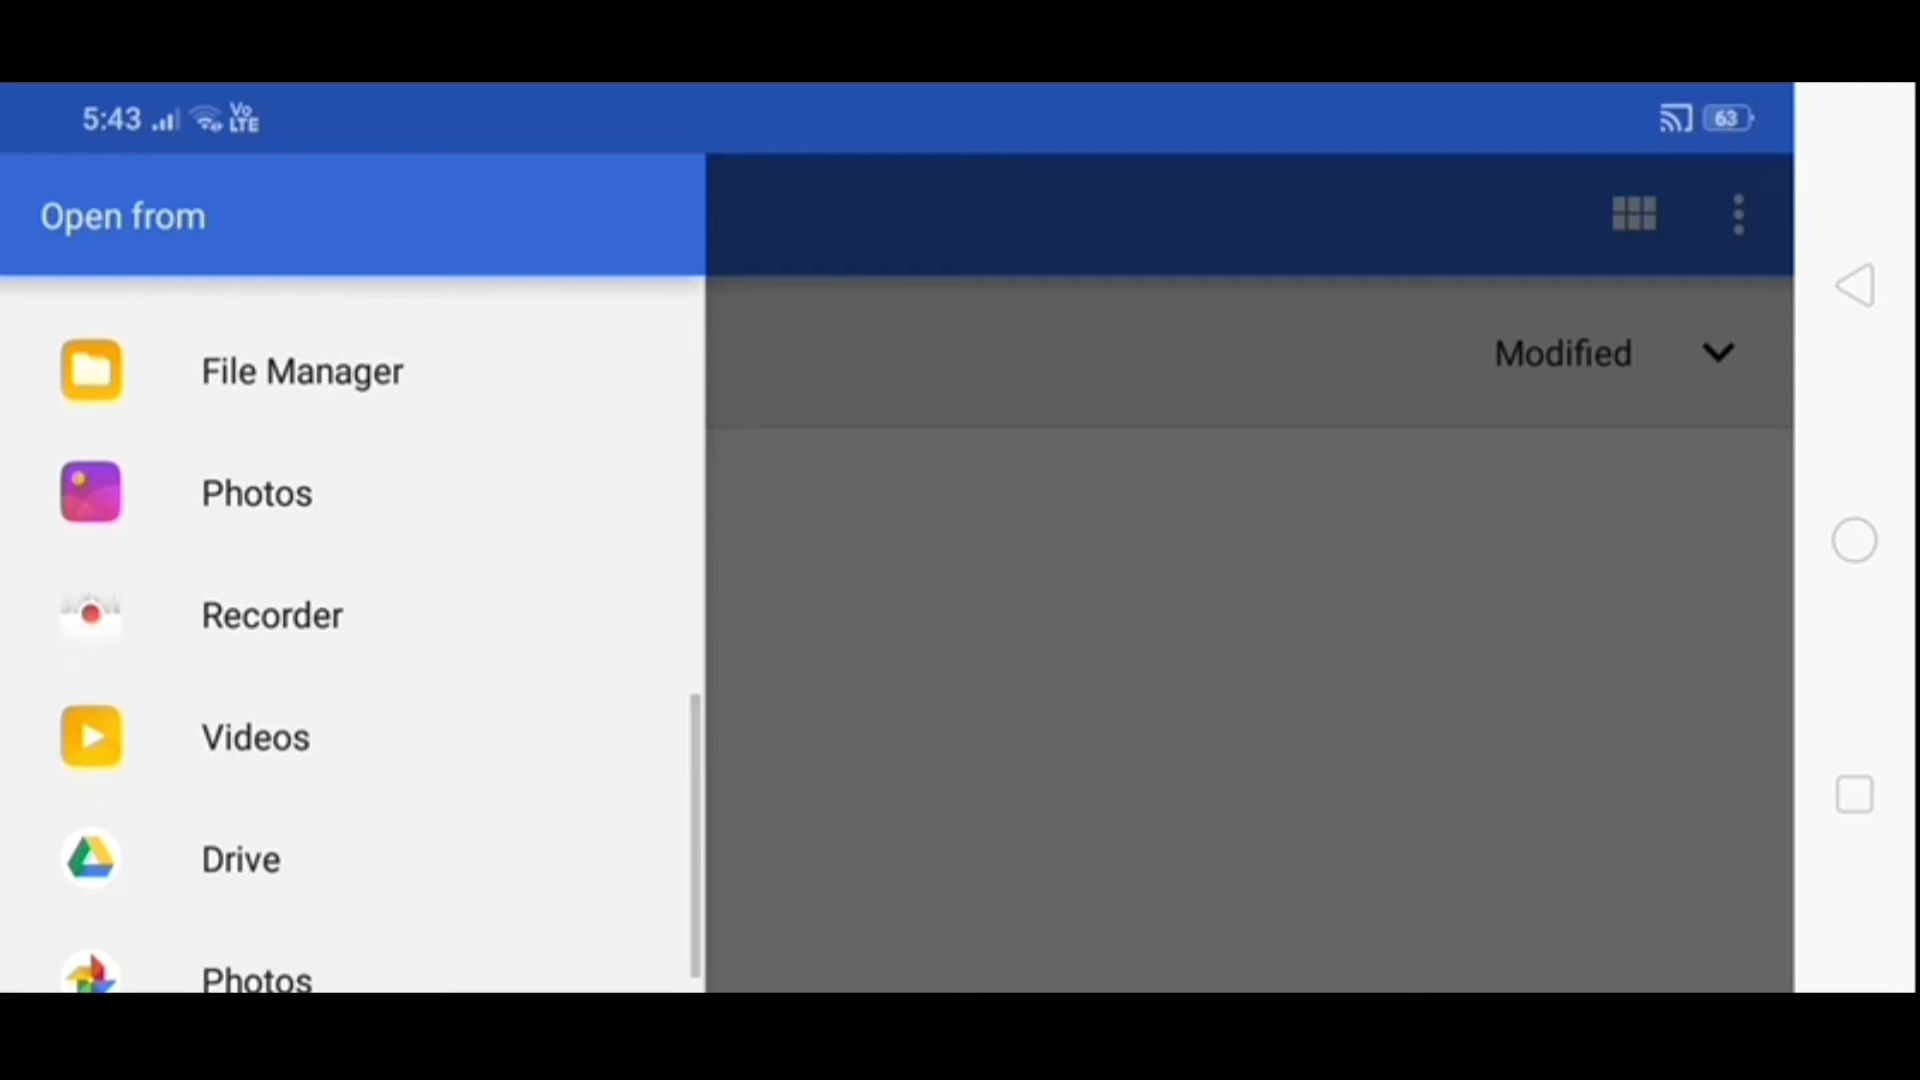 5:43 Vo LTE 63
Open from
Modified
File Manager
Photos
Recorder
Videos
Drive
Photos